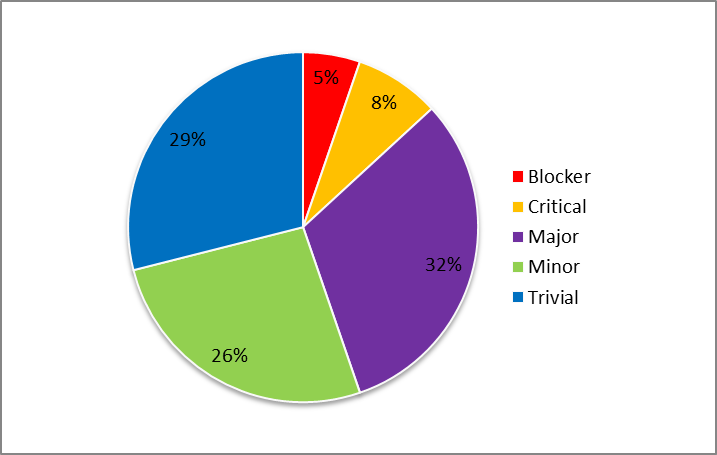 5%
8%
29%
32%
26%
Blocker
Critical
Major
Minor
Trivial